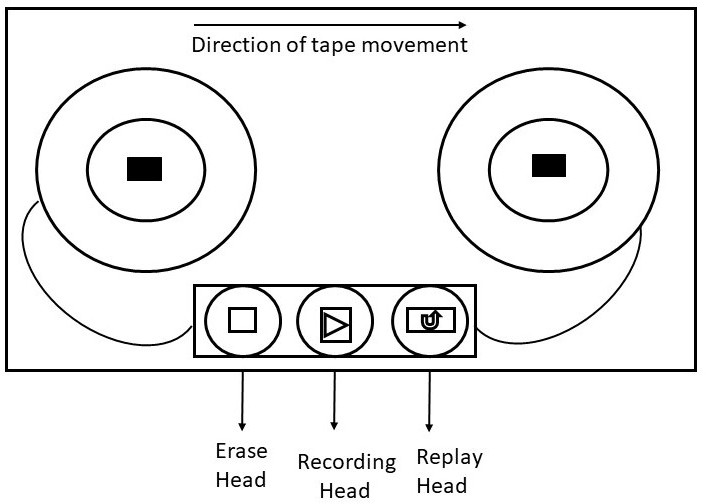 Direction of tape movement
Erase
Head
Recording
Head
Replay
Head